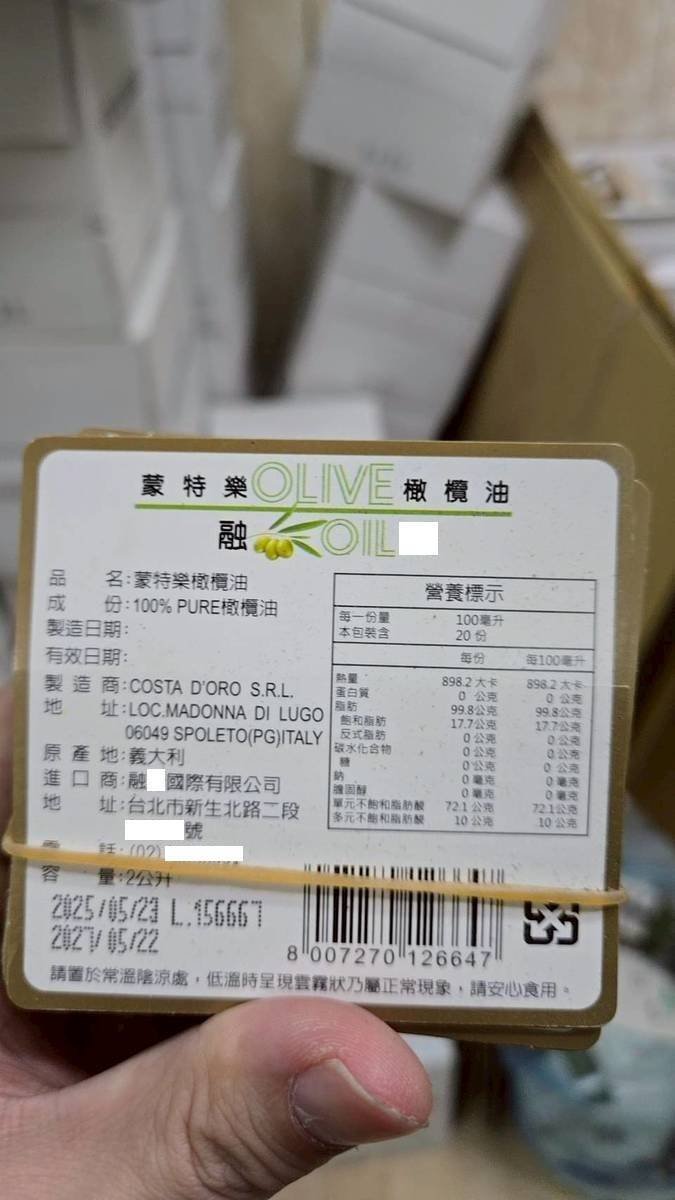 蒙特樂OLIVE橄欖油
融 OIL
品 名:蒙特樂橄欖油
成 份:100% PURE橄欖油
製造日期:
有效日期:
製造商:COSTA D'ORO S.R.L.
地 址:LOC.MADONNA DI LUGO
06049 SPOLETO(PG)ITALY
原產地:義大利
進口商:融 國際有限公司
地 址:台北市新生北路二段
號
電 話:(02)
容 量:2公升
2025/05/23 L.156667
2027/05/22
營養標示
每一份量 100毫升
本包裝含 20 份
每份 每100毫升
熱量 898.2 大卡 898.2 大卡
蛋白質 0 公克 0 公克
脂肪 99.8公克 99.8公克
飽和脂肪 17.7公克 17.7公克
反式脂肪 0 公克 0 公克
碳水化合物 0 公克 0 公克
糖 0 公克 0 公克
鈉 0 毫克 0 毫克
膽固醇 0 毫克 0 毫克
單元不飽和脂肪酸 72.1 公克 72.1公克
多元不飽和脂肪酸 10 公克 10 公克
8 007270 126647
請置於常溫陰涼處，低溫時呈現雲霧狀乃屬正常現象，請安心食用。